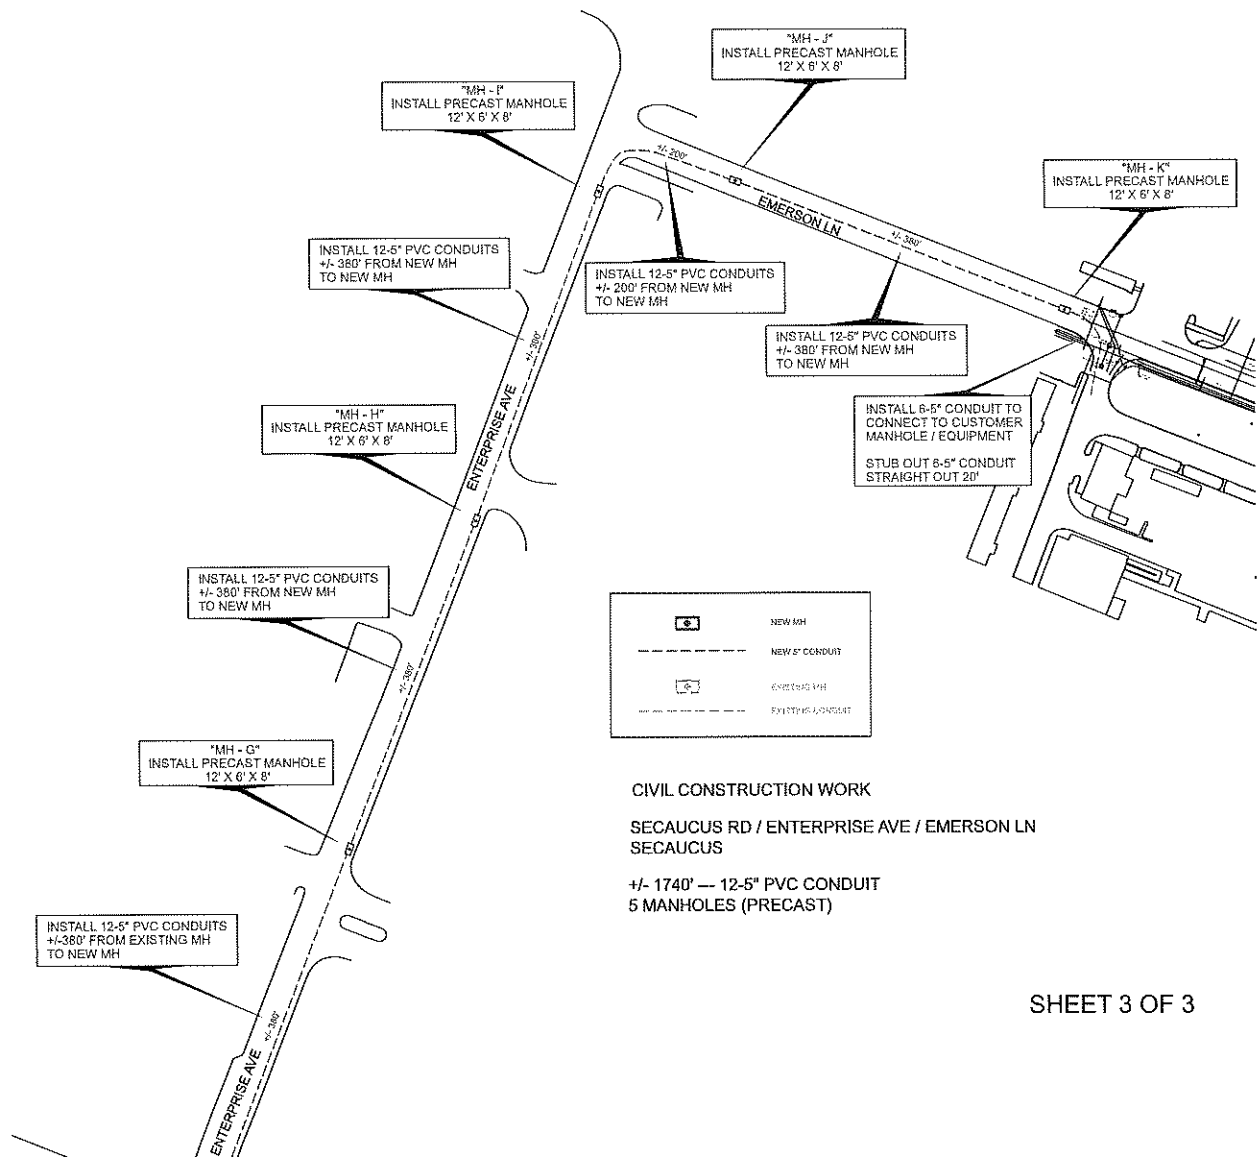 "MH - J"
INSTALL PRECAST MANHOLE
12' X 6' X 8'
"MH - I"
INSTALL PRECAST MANHOLE
12' X 6' X 8'
"MH - K"
INSTALL PRECAST MANHOLE
12' X 6' X 8'
+/- 200'
EMERSON LN
+/- 380'
INSTALL 12-5" PVC CONDUITS
+/- 380' FROM NEW MH
TO NEW MH
INSTALL 12-5" PVC CONDUITS
+/- 200' FROM NEW MH
TO NEW MH
INSTALL 12-5" PVC CONDUITS
+/- 380' FROM NEW MH
TO NEW MH
+/- 380'
ENTERPRISE AVE
"MH - H"
INSTALL PRECAST MANHOLE
12' X 6' X 8'
INSTALL 6-5" CONDUIT TO
CONNECT TO CUSTOMER
MANHOLE / EQUIPMENT
STUB OUT 6-5" CONDUIT
STRAIGHT OUT 20'
INSTALL 12-5" PVC CONDUITS
+/- 380' FROM NEW MH
TO NEW MH
+/- 380'
NEW MH
NEW 5" CONDUIT
EXISTING MH
EXISTING CONDUIT
"MH - G"
INSTALL PRECAST MANHOLE
12' X 6' X 8'
CIVIL CONSTRUCTION WORK
SECAUCUS RD / ENTERPRISE AVE / EMERSON LN
SECAUCUS
+/- 1740' --- 12-5" PVC CONDUIT
5 MANHOLES (PRECAST)
INSTALL 12-5" PVC CONDUITS
+/-380' FROM EXISTING MH
TO NEW MH
+/- 380'
ENTERPRISE AVE
SHEET 3 OF 3